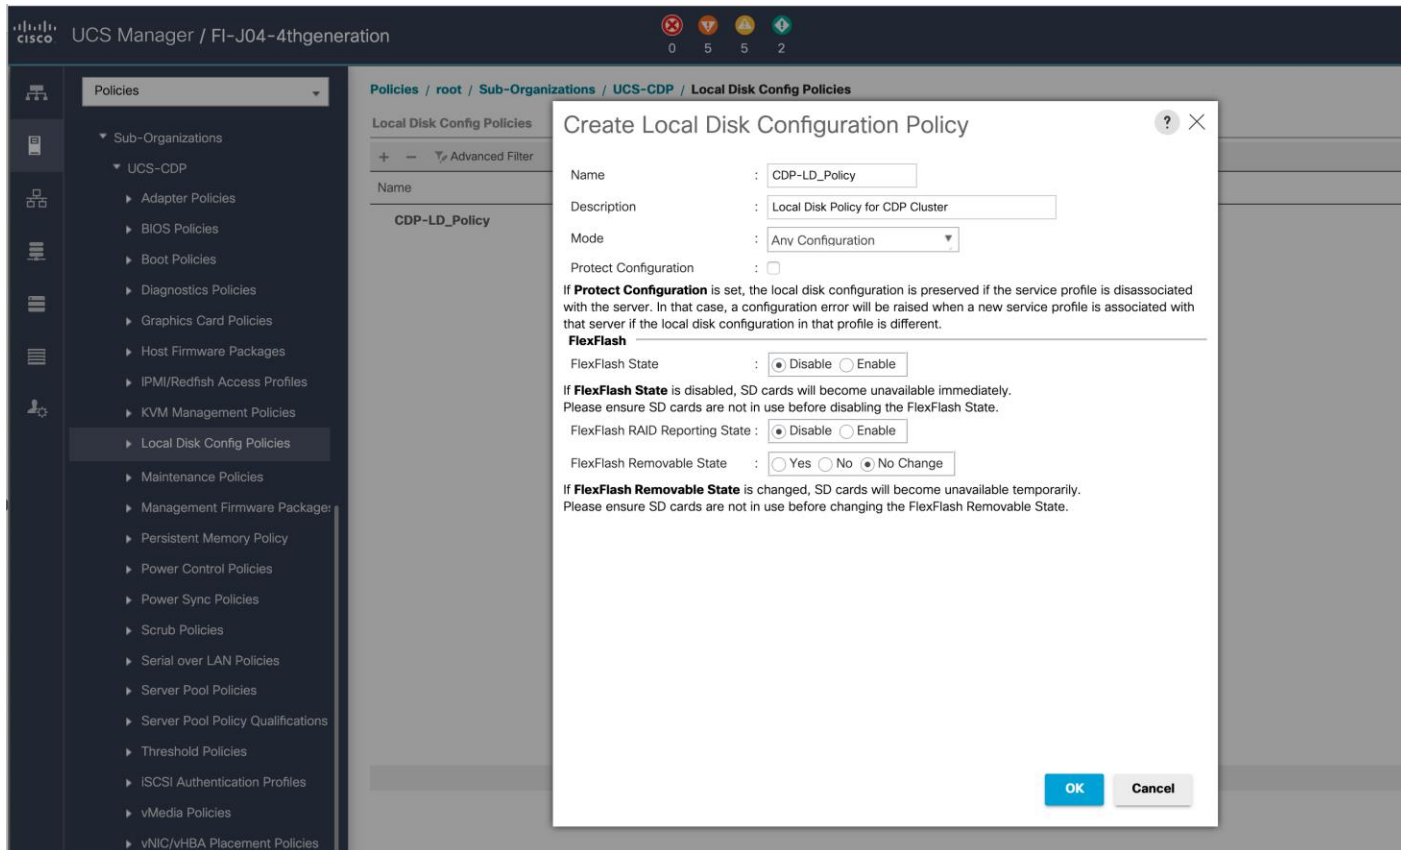 cisco UCS Manager / FI-J04-4thgeneration
0 5 5 2
Policies
Sub-Organizations
UCS-CDP
Adapter Policies
BIOS Policies
Boot Policies
Diagnostics Policies
Graphics Card Policies
Host Firmware Packages
IPMI/Redfish Access Profiles
KVM Management Policies
Local Disk Config Policies
Maintenance Policies
Management Firmware Packages
Persistent Memory Policy
Power Control Policies
Power Sync Policies
Scrub Policies
Serial over LAN Policies
Server Pool Policies
Server Pool Policy Qualifications
Threshold Policies
iSCSI Authentication Profiles
vMedia Policies
vNIC/vHBA Placement Policies
Policies / root / Sub-Organizations / UCS-CDP / Local Disk Config Policies
Local Disk Config Policies
+ − Advanced Filter
Name
CDP-LD_Policy
Create Local Disk Configuration Policy ? ×
Name : CDP-LD_Policy
Description : Local Disk Policy for CDP Cluster
Mode : Any Configuration
Protect Configuration :
If Protect Configuration is set, the local disk configuration is preserved if the service profile is disassociated
with the server. In that case, a configuration error will be raised when a new service profile is associated with
that server if the local disk configuration in that profile is different.
FlexFlash
FlexFlash State : Disable Enable
If FlexFlash State is disabled, SD cards will become unavailable immediately.
Please ensure SD cards are not in use before disabling the FlexFlash State.
FlexFlash RAID Reporting State : Disable Enable
FlexFlash Removable State : Yes No No Change
If FlexFlash Removable State is changed, SD cards will become unavailable temporarily.
Please ensure SD cards are not in use before changing the FlexFlash Removable State.
OK Cancel